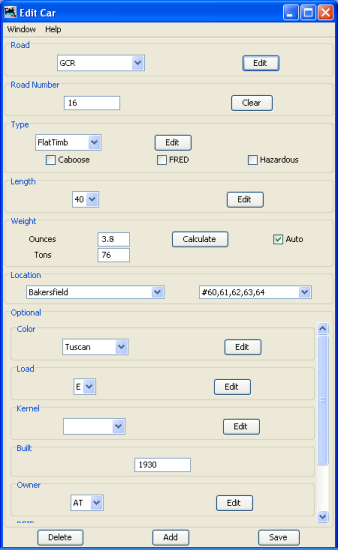 Edit Car
Window Help
Road
GCR Edit
Road Number
16 Clear
Type
FlatTimb Edit
Caboose FRED Hazardous
Length
40 Edit
Weight
Ounces 3.8 Calculate Auto
Tons 76
Location
Bakersfield #60,61,62,63,64
Optional
Color
Tuscan Edit
Load
E Edit
Kernel
Edit
Built
1930
Owner
AT Edit
Delete Add Save